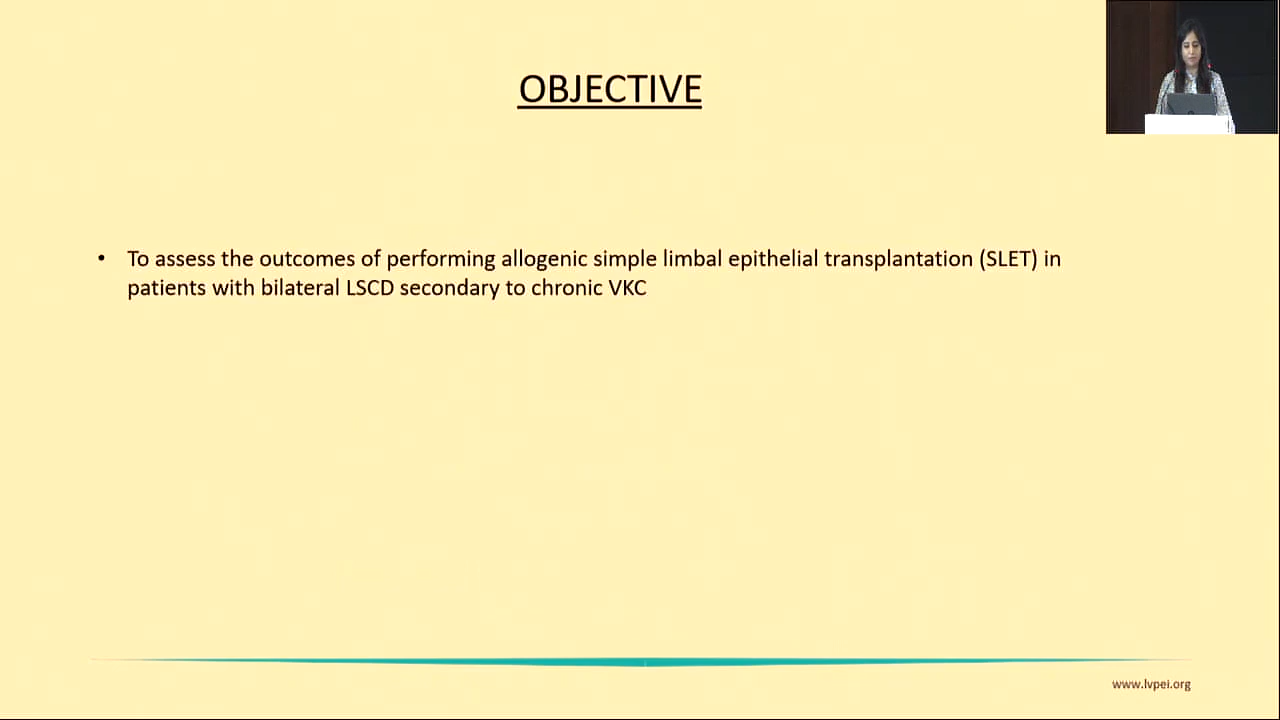 OBJECTIVE
• To assess the outcomes of performing allogenic simple limbal epithelial transplantation (SLET) in
patients with bilateral LSCD secondary to chronic VKC
www.lvpei.org